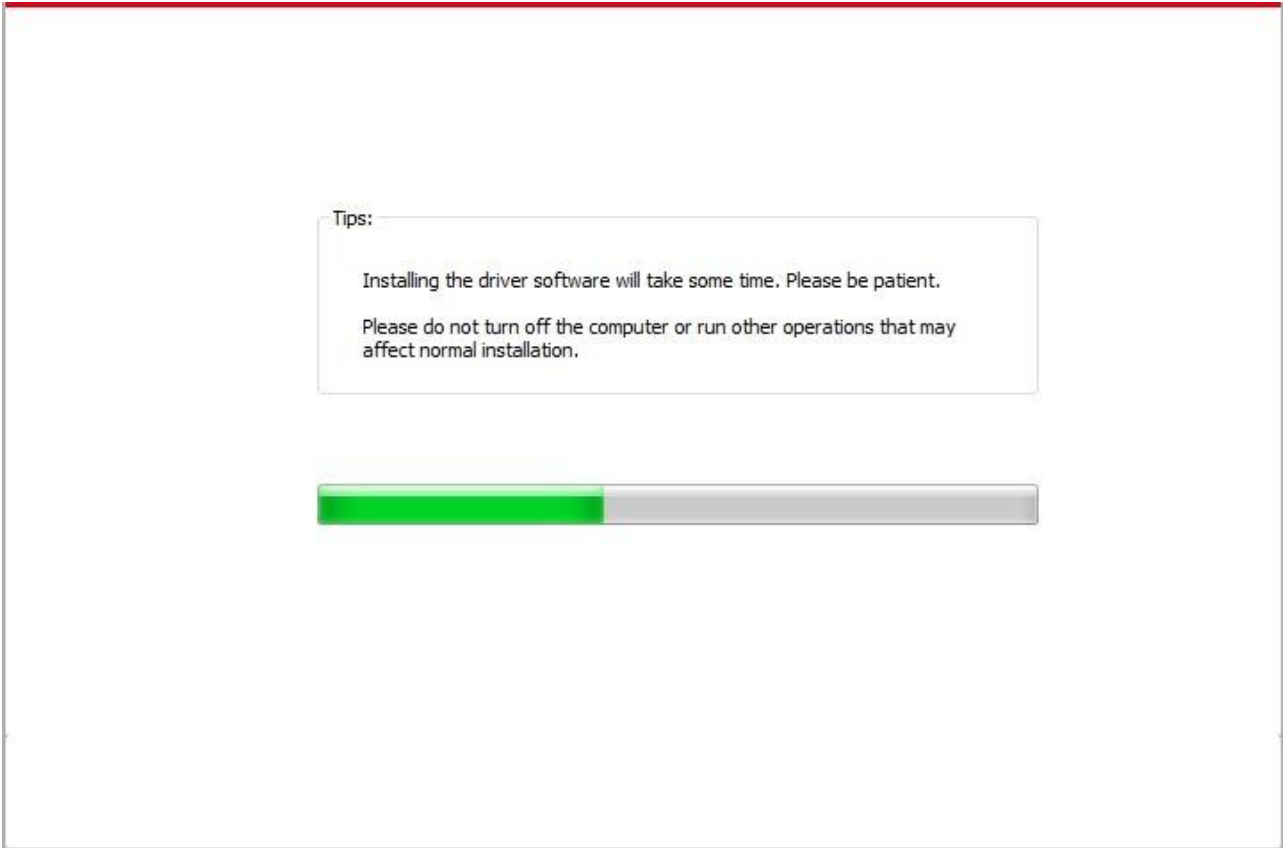 Tips:
Installing the driver software will take some time. Please be patient.
Please do not turn off the computer or run other operations that may
affect normal installation.